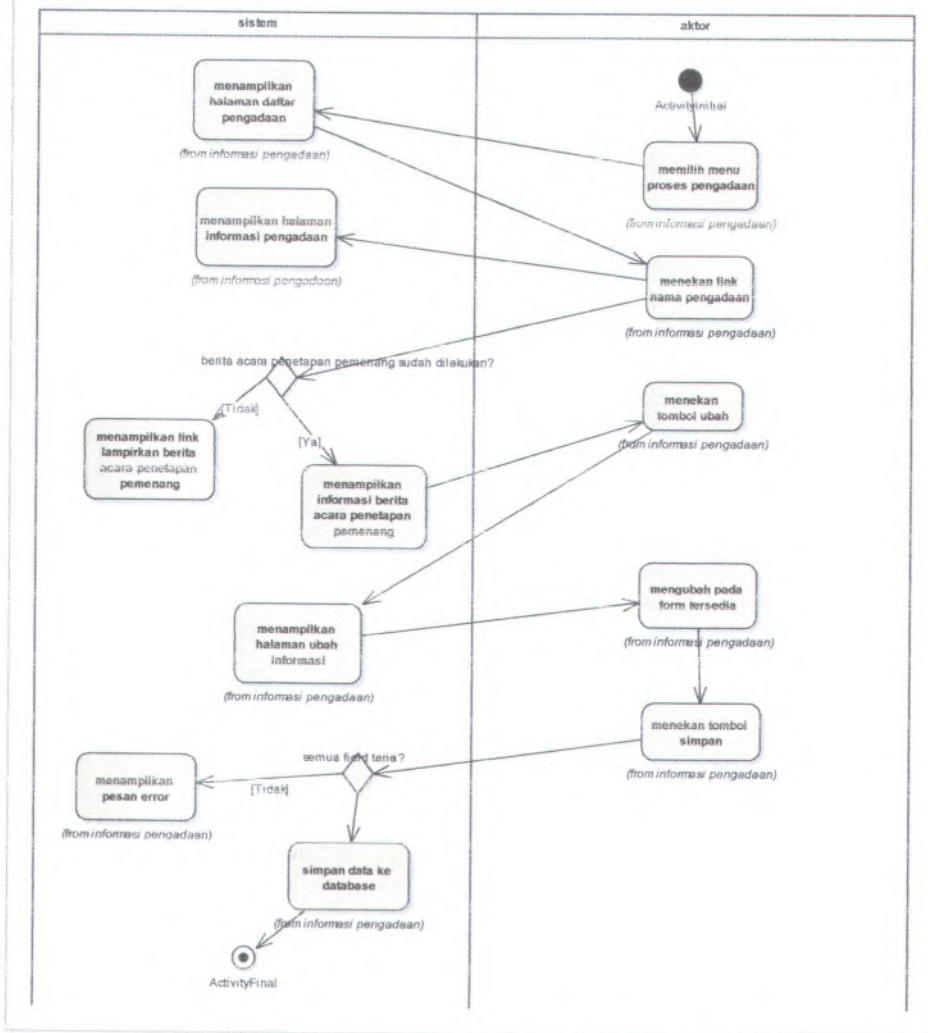 sistem
aktor
menampilkan
halaman daftar
pengadaan
(from informasi pengadaan)
ActivityInitial
memilih menu
proses pengadaan
(from informasi pengadaan)
menampilkan halaman
informasi pengadaan
(from informasi pengadaan)
menekan link
nama pengadaan
(from informasi pengadaan)
berita acara penetapan pemenang sudah dilakukan?
[Tidak]
[Ya]
menampilkan link
lampirkan berita
acara penetapan
pemenang
menampilkan
informasi berita
acara penetapan
pemenang
menekan
tombol ubah
(from informasi pengadaan)
menampilkan
halaman ubah
informasi
(from informasi pengadaan)
mengubah pada
form tersedia
(from informasi pengadaan)
menekan tombol
simpan
(from informasi pengadaan)
semua field terisi?
[Tidak]
menampilkan
pesan error
(from informasi pengadaan)
simpan data ke
database
(from informasi pengadaan)
ActivityFinal